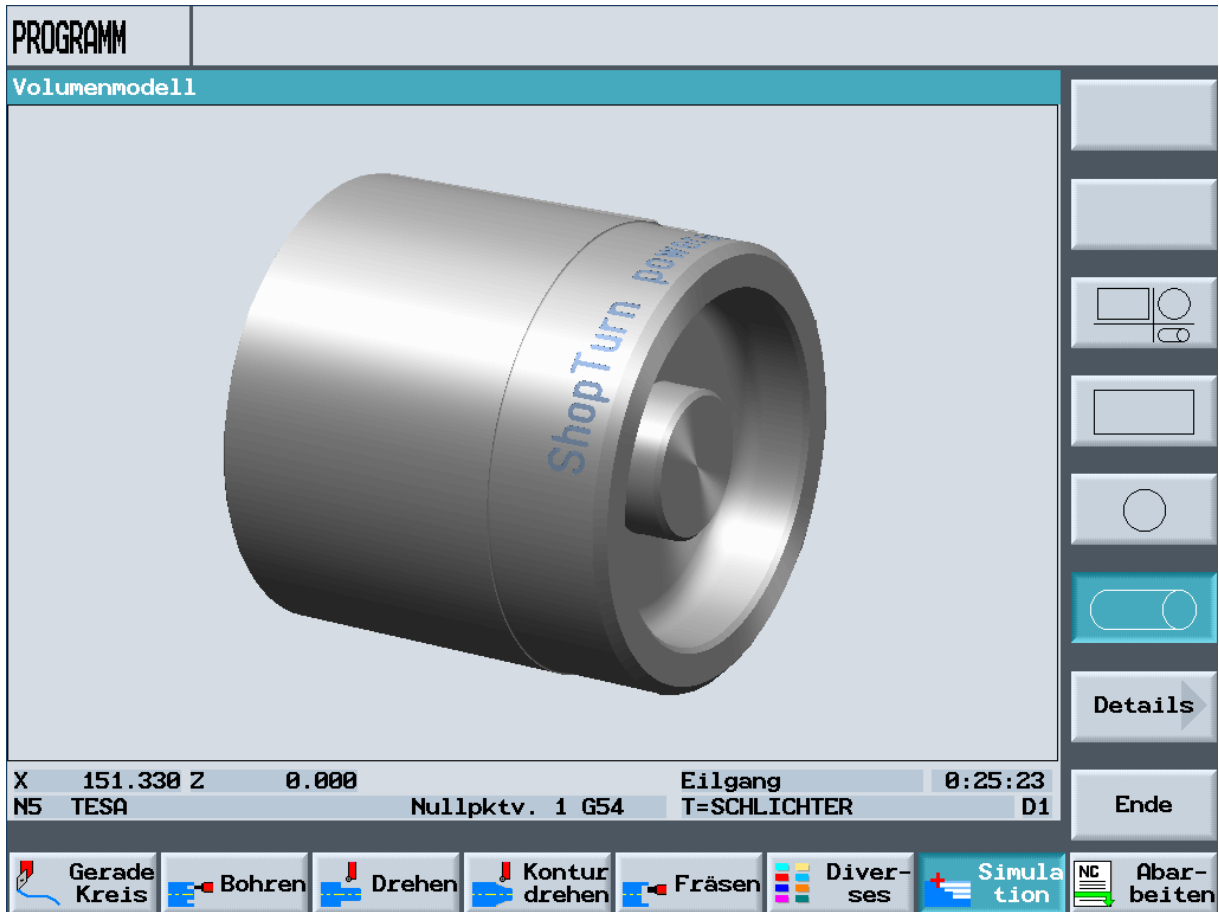 PROGRAMM
Volumenmodell
ShopTurn
X 151.330 Z 0.000 Eilgang 0:25:23
N5 TESA Nullpktv. 1 G54 T=SCHLICHTER D1
Details
Ende
Gerade
Kreis
Bohren
Drehen
Kontur
drehen
Fräsen
Diver-
ses
Simula
tion
NC
Abar-
beiten